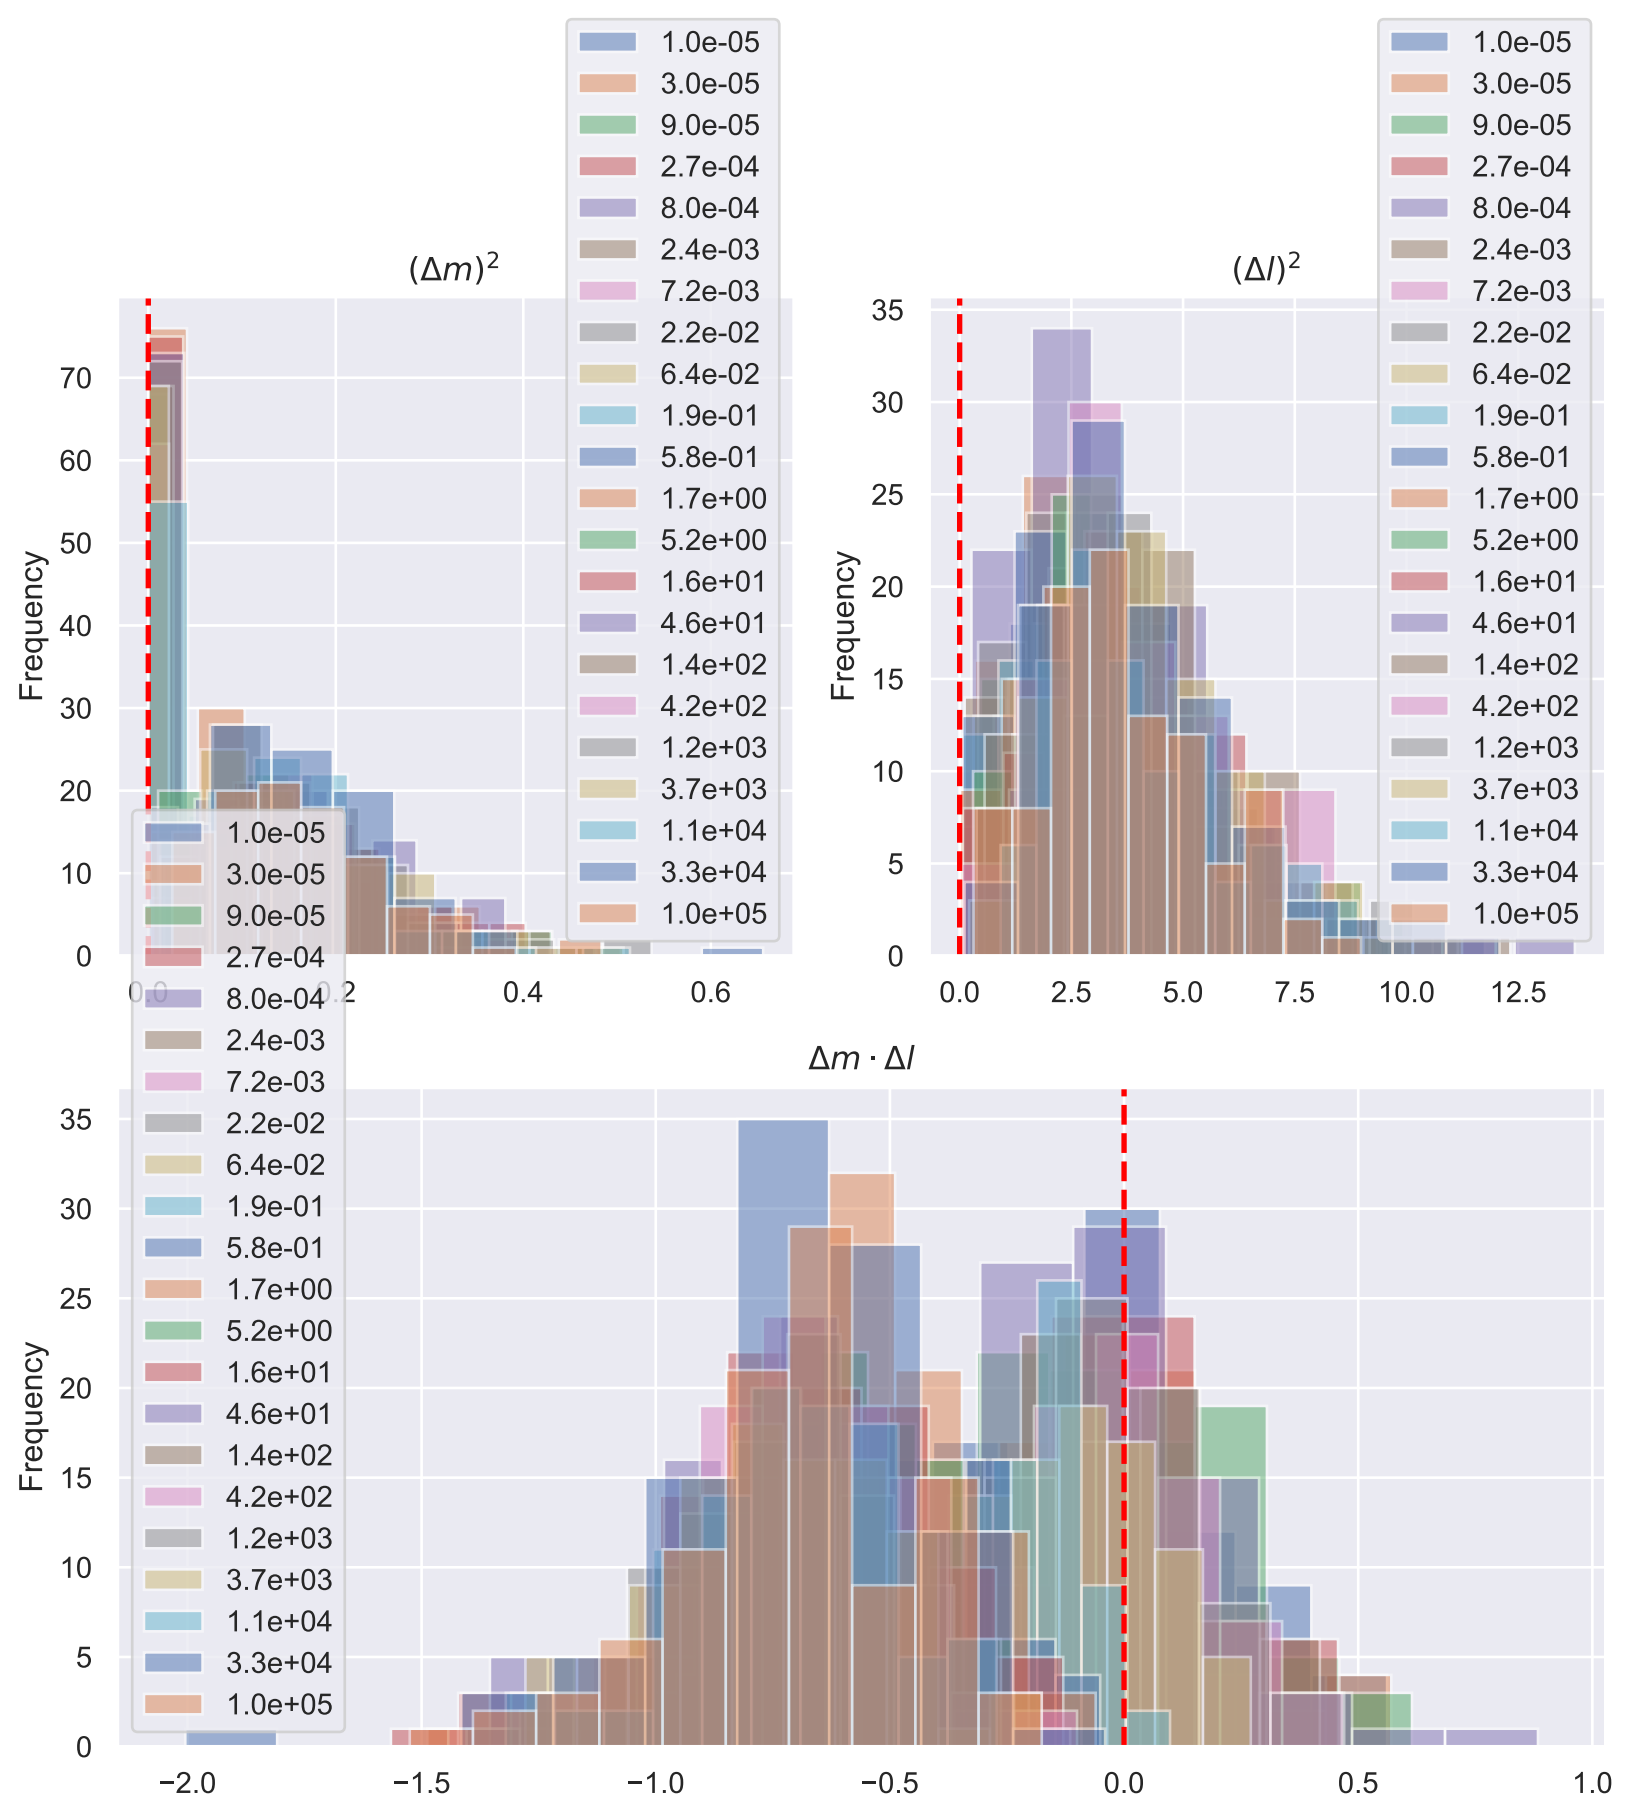 (Δm)²
Frequency
70
60
50
40
30
20
10
0
0.0 0.2 0.4 0.6
1.0e-05
3.0e-05
9.0e-05
2.7e-04
8.0e-04
2.4e-03
7.2e-03
2.2e-02
6.4e-02
1.9e-01
5.8e-01
1.7e+00
5.2e+00
1.6e+01
4.6e+01
1.4e+02
4.2e+02
1.2e+03
3.7e+03
1.1e+04
3.3e+04
1.0e+05
(Δl)²
Frequency
35
30
25
20
15
10
5
0
0.0 2.5 5.0 7.5 10.0 12.5
1.0e-05
3.0e-05
9.0e-05
2.7e-04
8.0e-04
2.4e-03
7.2e-03
2.2e-02
6.4e-02
1.9e-01
5.8e-01
1.7e+00
5.2e+00
1.6e+01
4.6e+01
1.4e+02
4.2e+02
1.2e+03
3.7e+03
1.1e+04
3.3e+04
1.0e+05
Δm · Δl
Frequency
35
30
25
20
15
10
5
0
−2.0 −1.5 −1.0 −0.5 0.0 0.5 1.0
1.0e-05
3.0e-05
9.0e-05
2.7e-04
8.0e-04
2.4e-03
7.2e-03
2.2e-02
6.4e-02
1.9e-01
5.8e-01
1.7e+00
5.2e+00
1.6e+01
4.6e+01
1.4e+02
4.2e+02
1.2e+03
3.7e+03
1.1e+04
3.3e+04
1.0e+05